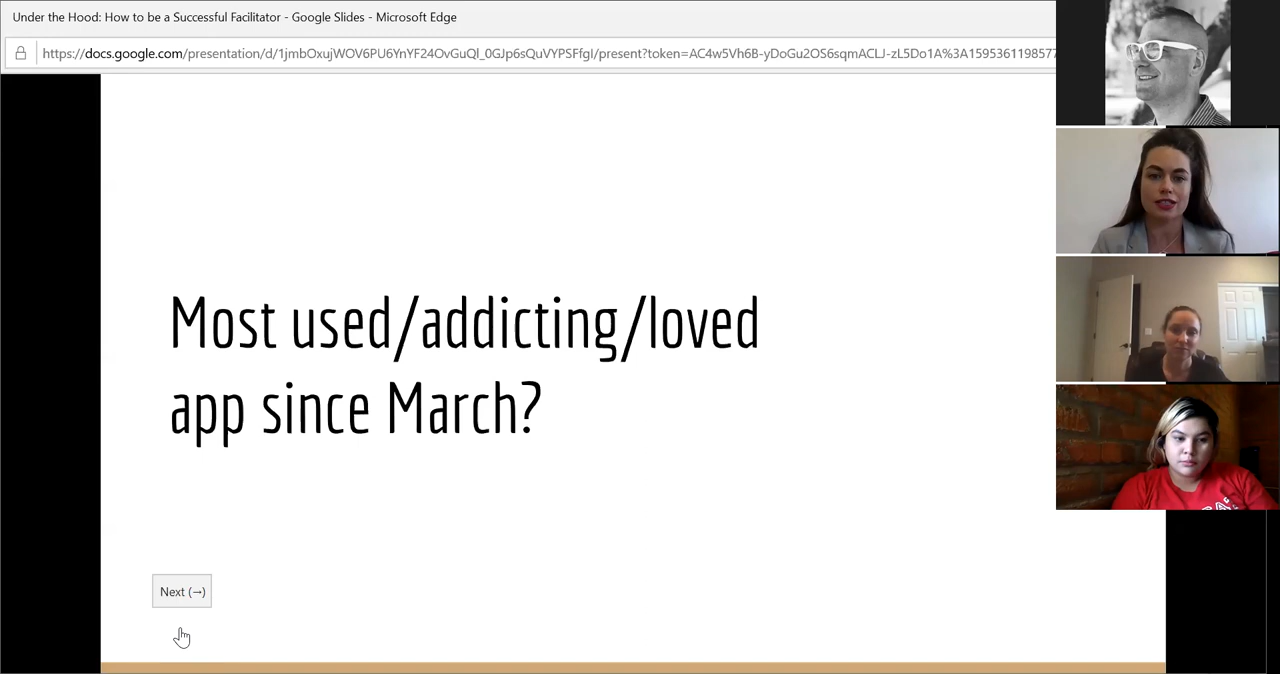 Under the Hood: How to be a Successful Facilitator - Google Slides - Microsoft Edge
https://docs.google.com/presentation/d/1jmbOxujWOV6PU6YnYF24OvGuQl_0GJp6sQuVYPSFfgI/present?token=AC4w5Vh6B-yDoGu2OS6sqmACLJ-zL5Do1A%3A1595361198577
Most used/addicting/loved
app since March?
Next (→)